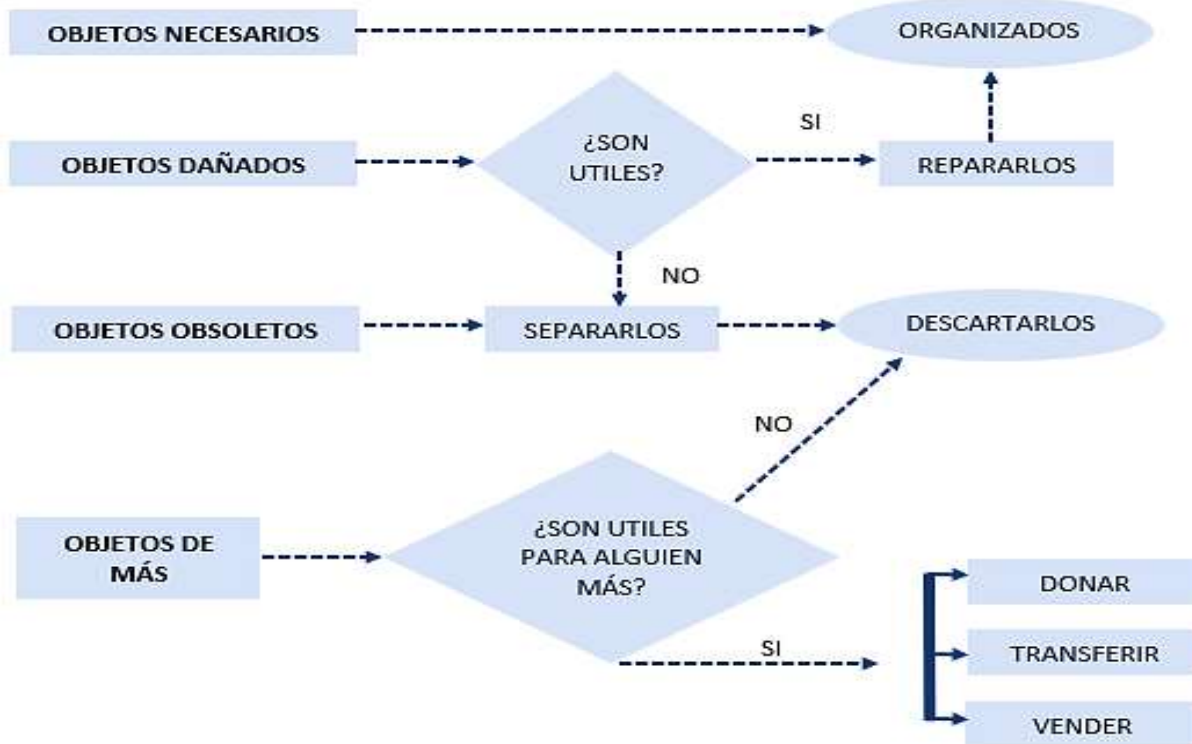 OBJETOS NECESARIOS
ORGANIZADOS
OBJETOS DAÑADOS
¿SON
UTILES?
SI
REPARARLOS
NO
OBJETOS OBSOLETOS
SEPARARLOS
DESCARTARLOS
NO
OBJETOS DE
MÁS
¿SON UTILES
PARA ALGUIEN
MÁS?
SI
DONAR
TRANSFERIR
VENDER